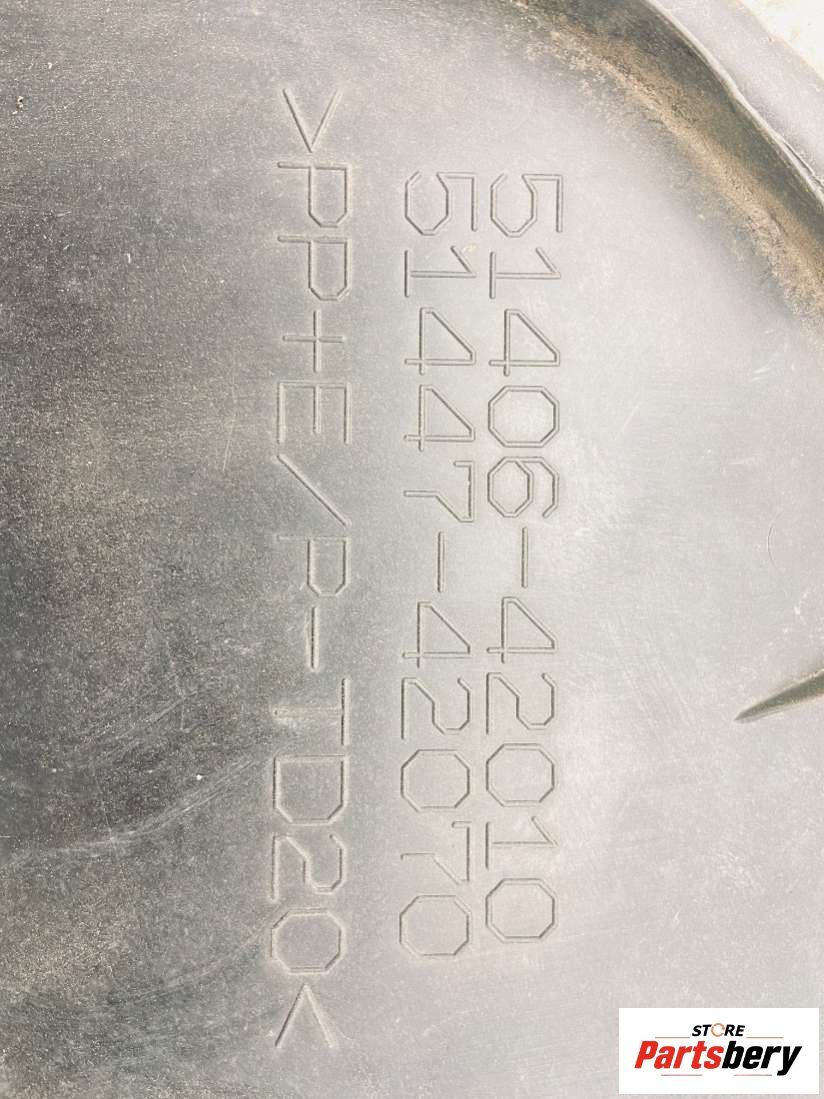 51406-42010
51447-42070
>PP+E/P-TD20<
STORE
Partsbery